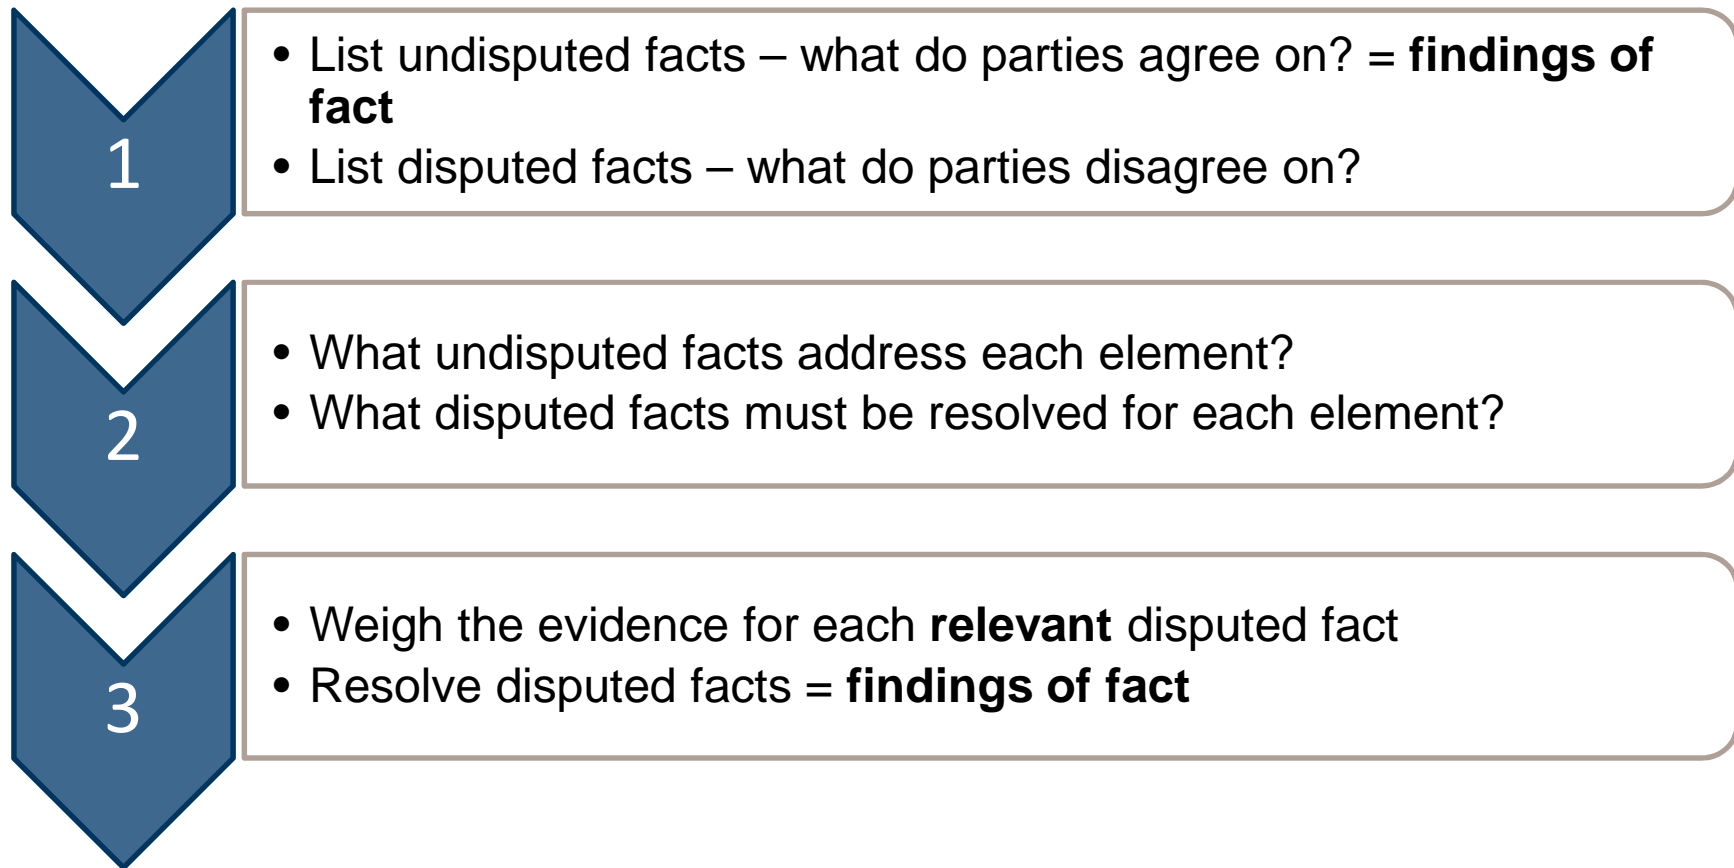 1
• List undisputed facts – what do parties agree on? = findings of
fact
• List disputed facts – what do parties disagree on?
2
• What undisputed facts address each element?
• What disputed facts must be resolved for each element?
3
• Weigh the evidence for each relevant disputed fact
• Resolve disputed facts = findings of fact